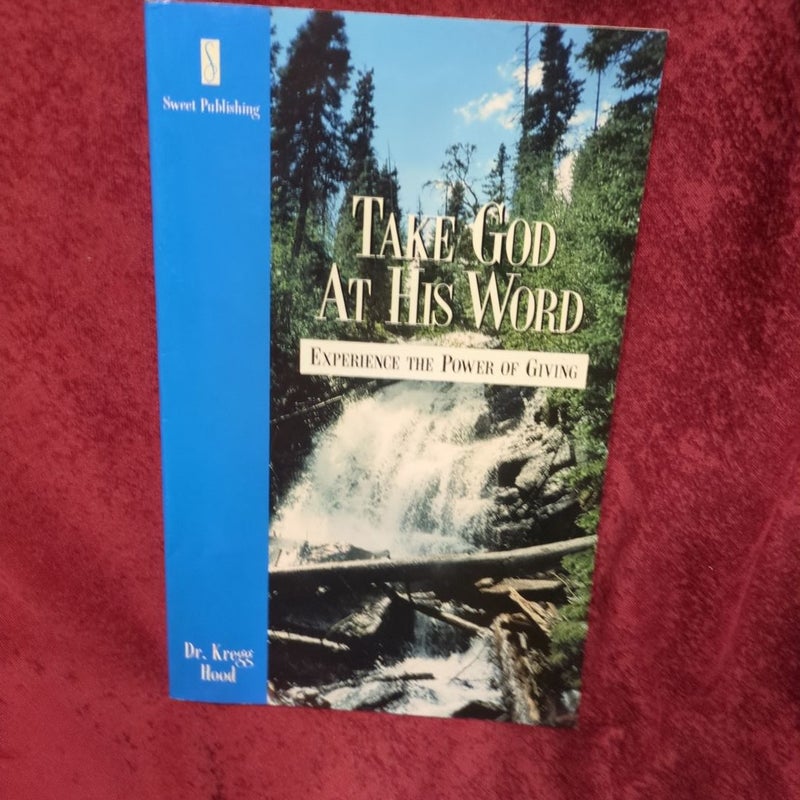 S
Sweet Publishing
TAKE GOD
AT HIS WORD
EXPERIENCE THE POWER OF GIVING
Dr. Kregg
Hood